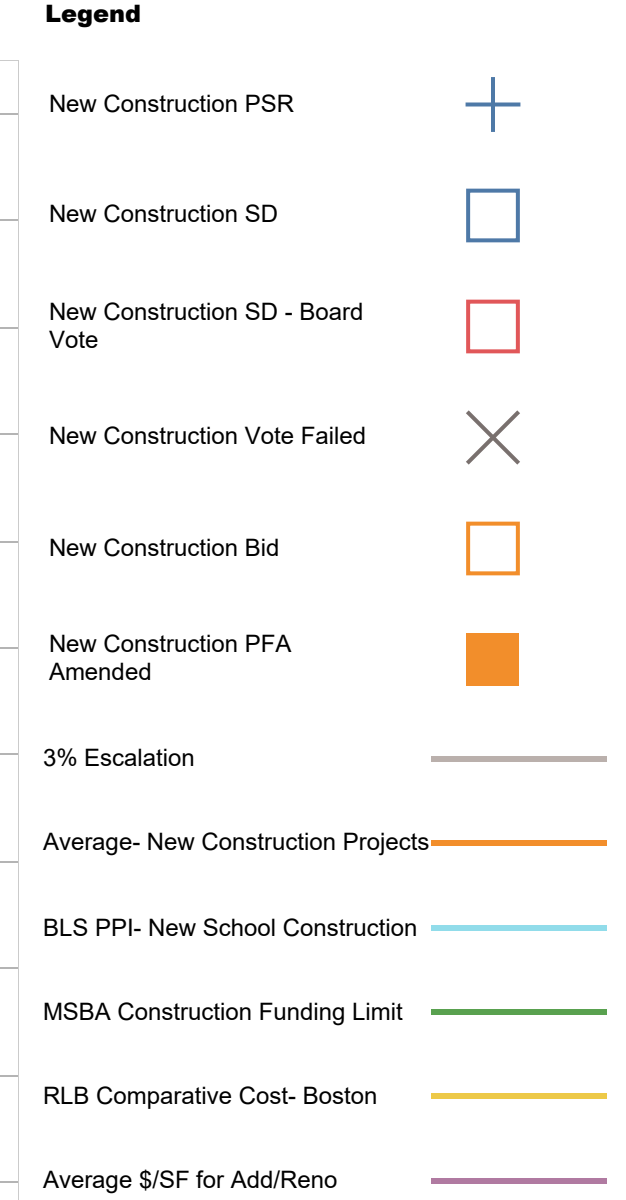 Legend
New Construction PSR
New Construction SD
New Construction SD - Board
Vote
New Construction Vote Failed
New Construction Bid
New Construction PFA
Amended
3% Escalation
Average- New Construction Projects
BLS PPI- New School Construction
MSBA Construction Funding Limit
RLB Comparative Cost- Boston
Average $/SF for Add/Reno